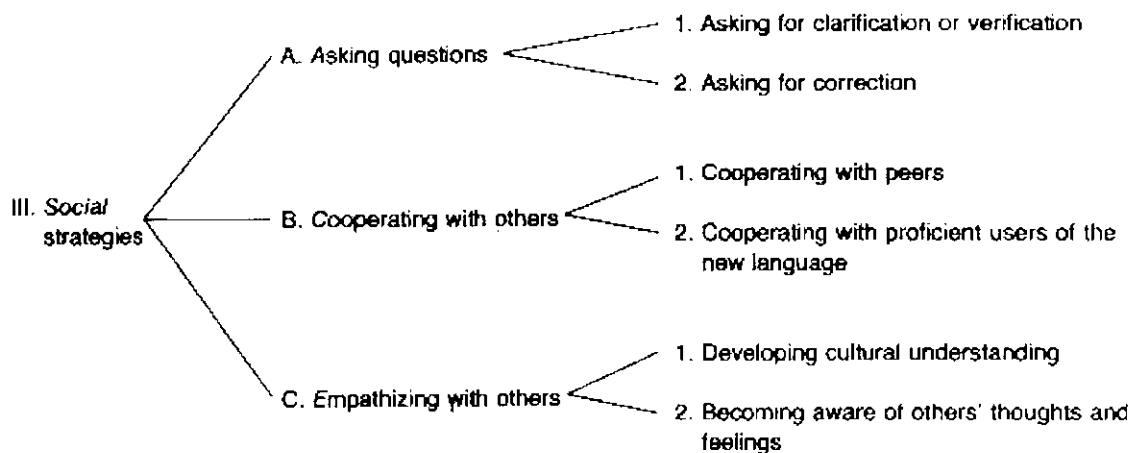 1. Asking for clarification or verification
A. Asking questions
2. Asking for correction
1. Cooperating with peers
III. Social
strategies
B. Cooperating with others
2. Cooperating with proficient users of the
new language
1. Developing cultural understanding
C. Empathizing with others
2. Becoming aware of others' thoughts and
feelings